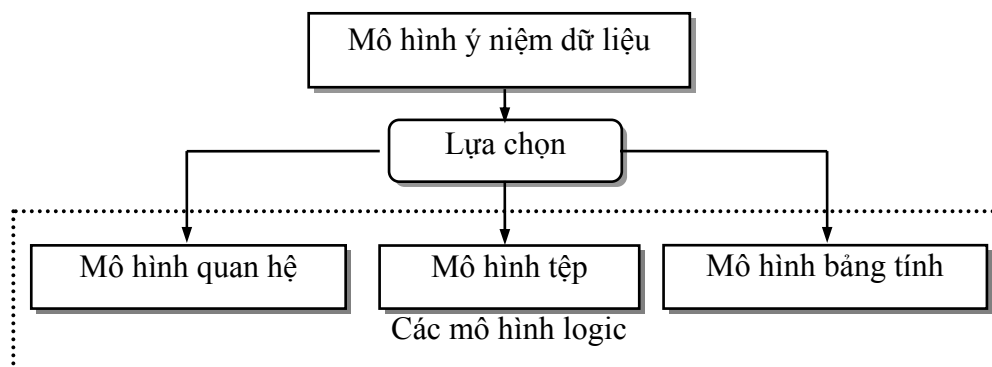 Mô hình ý niệm dữ liệu
Lựa chọn
Mô hình quan hệ
Mô hình tệp
Mô hình bảng tính
Các mô hình logic